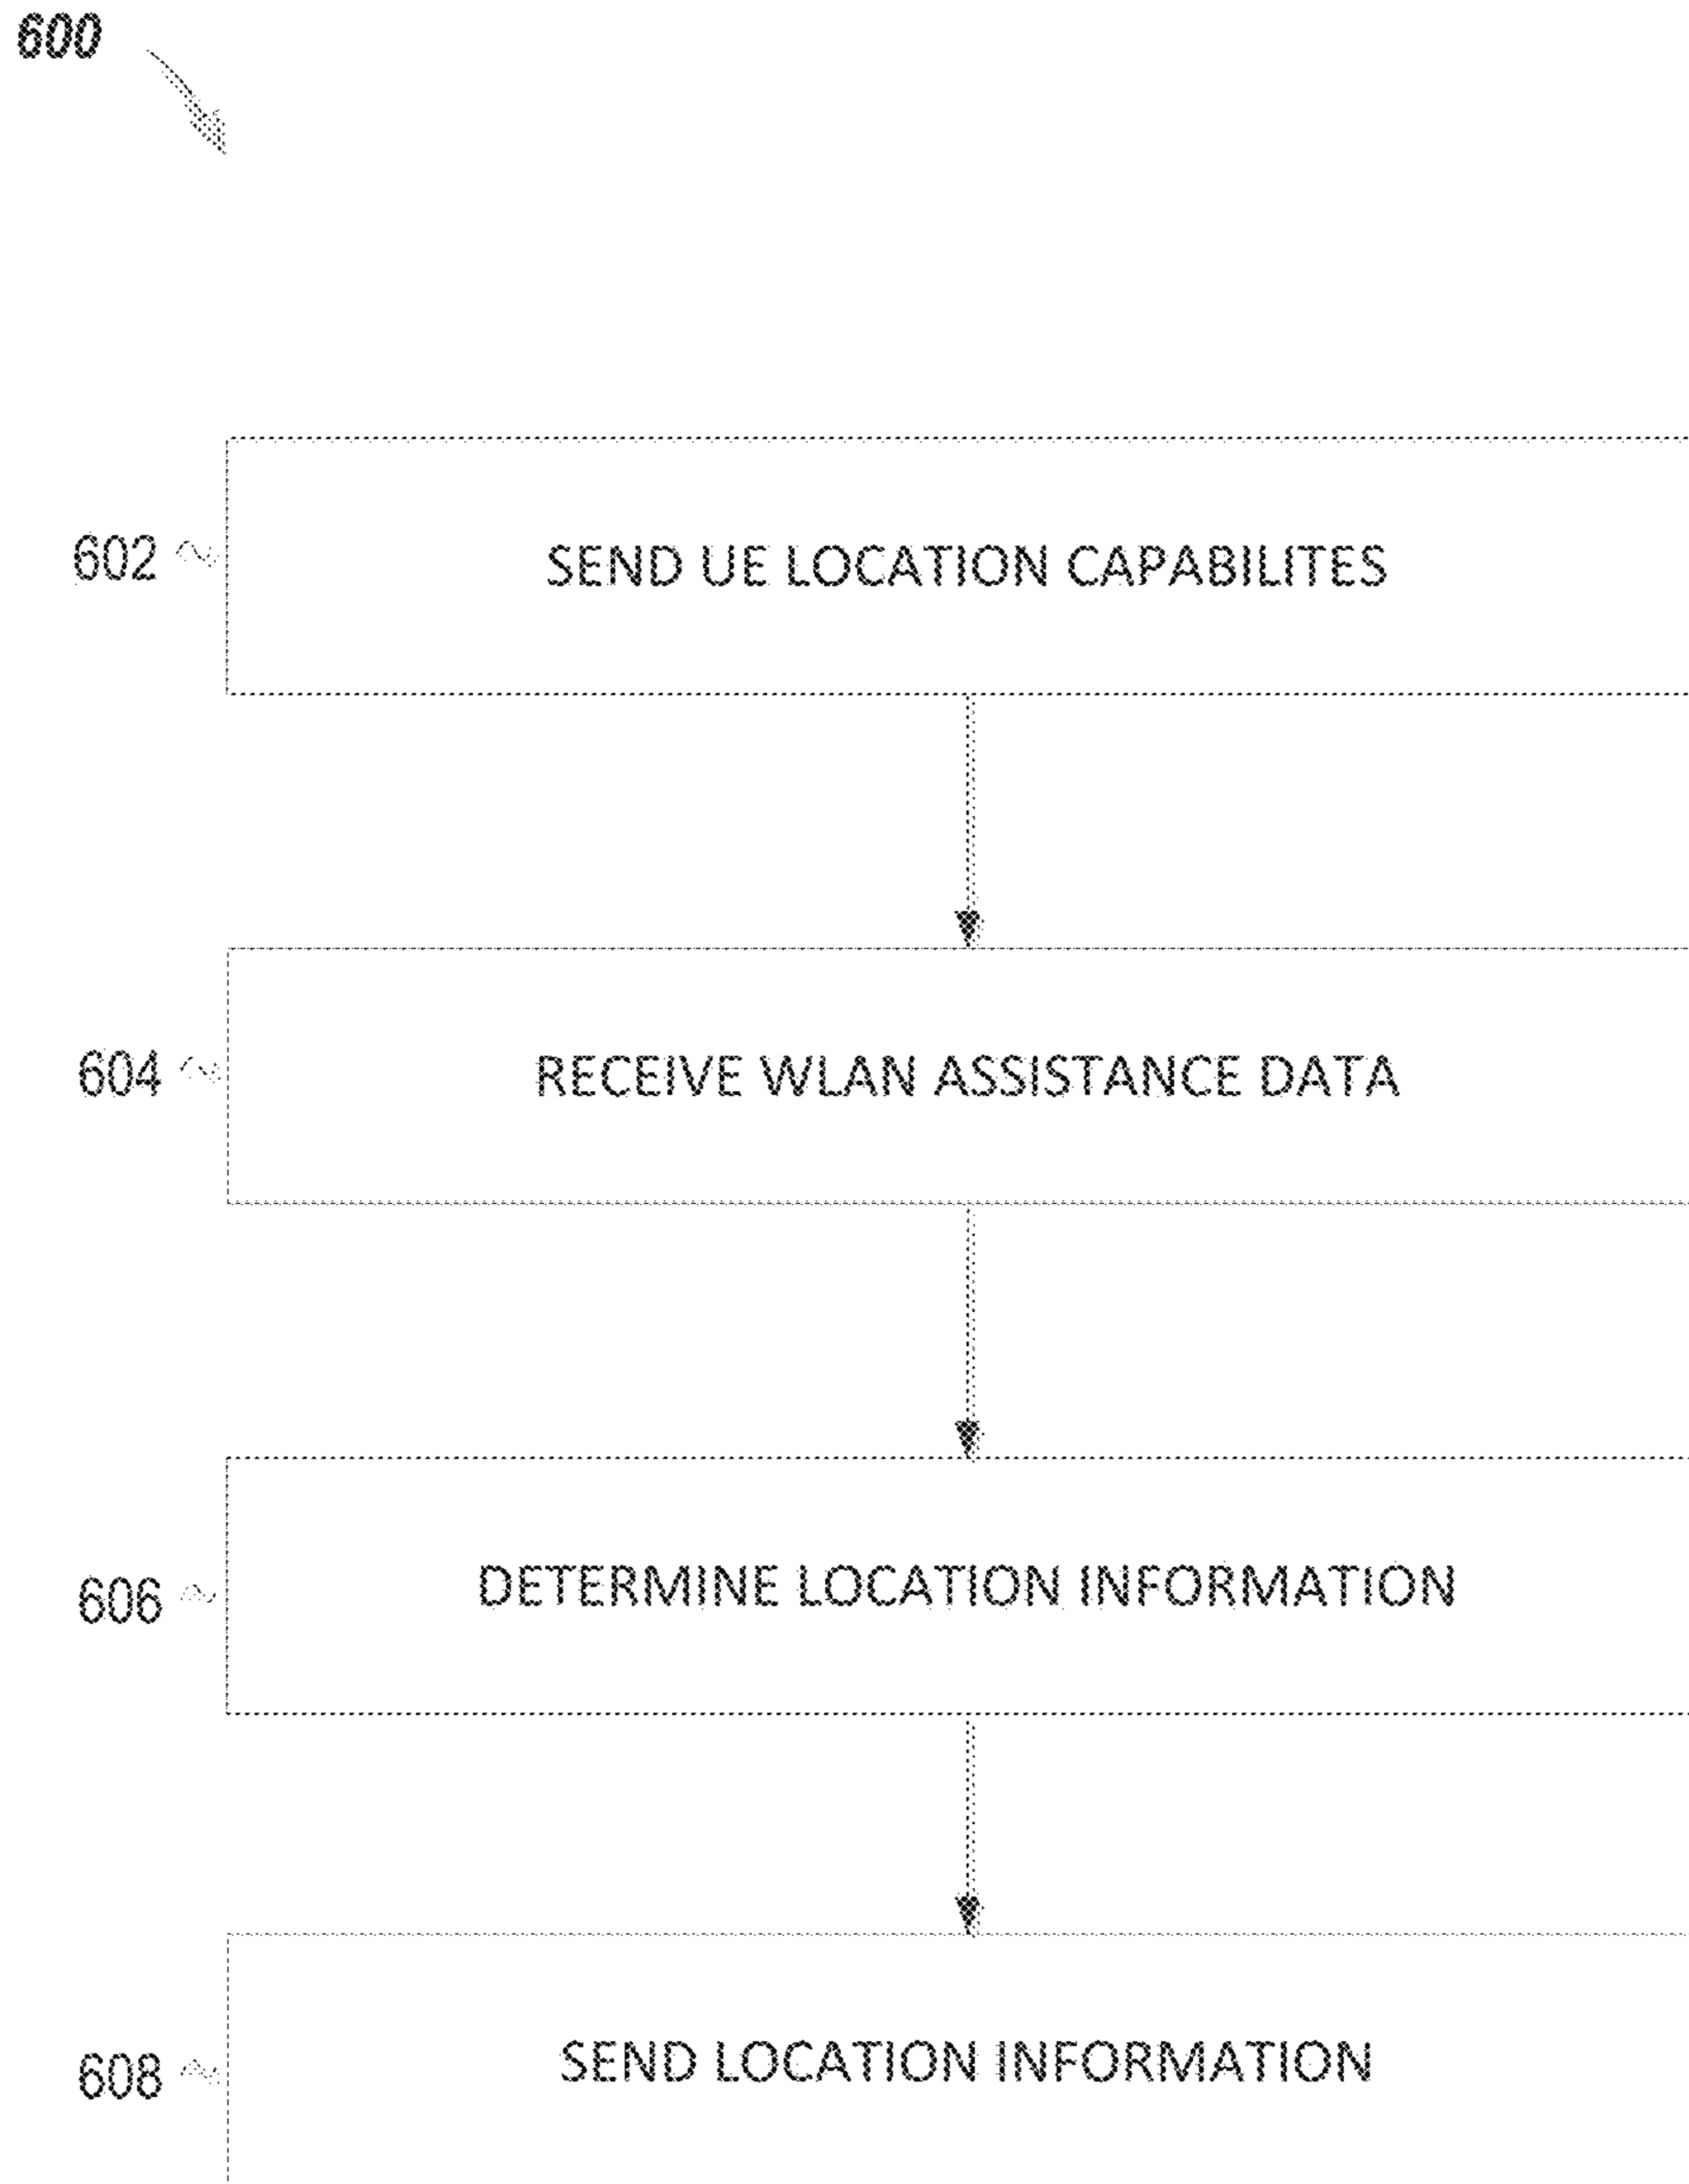 600
602 SEND UE LOCATION CAPABILITES
604 RECEIVE WLAN ASSISTANCE DATA
606 DETERMINE LOCATION INFORMATION
608 SEND LOCATION INFORMATION